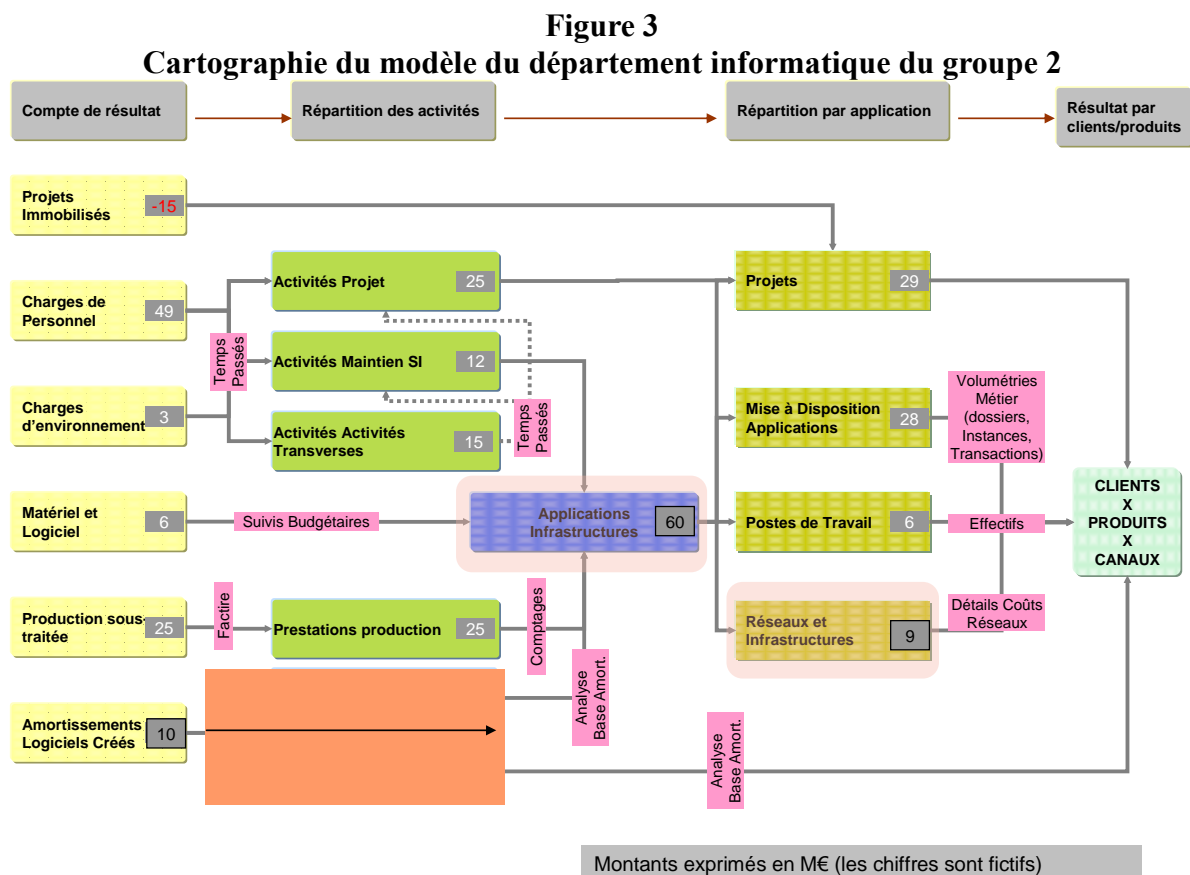 Figure 3
Cartographie du modèle du département informatique du groupe 2
Compte de résultat
Répartition des activités
Répartition par application
Résultat par
clients/produits
Projets
Immobilisés
-15
Charges de
Personnel
49
Temps
Passés
Activités Projet
25
Projets
29
Activités Maintien SI
12
Charges
d'environnement
3
Activités Activités
Transverses
15
Temps
Passés
Mise à Disposition
Applications
28
Volumétries
Métier
(dossiers,
Instances,
Transactions)
Matériel et
Logiciel
6
Suivis Budgétaires
Applications
Infrastructures
60
Postes de Travail
6
Effectifs
CLIENTS
X
PRODUITS
X
CANAUX
Production sous-
traitée
25
Factire
Prestations production
25
Comptages
Réseaux et
Infrastructures
9
Détails Coûts
Réseaux
Analyse
Base Amort.
Amortissements
Logiciels Créés
10
Analyse
Base Amort.
Montants exprimés en M€ (les chiffres sont fictifs)